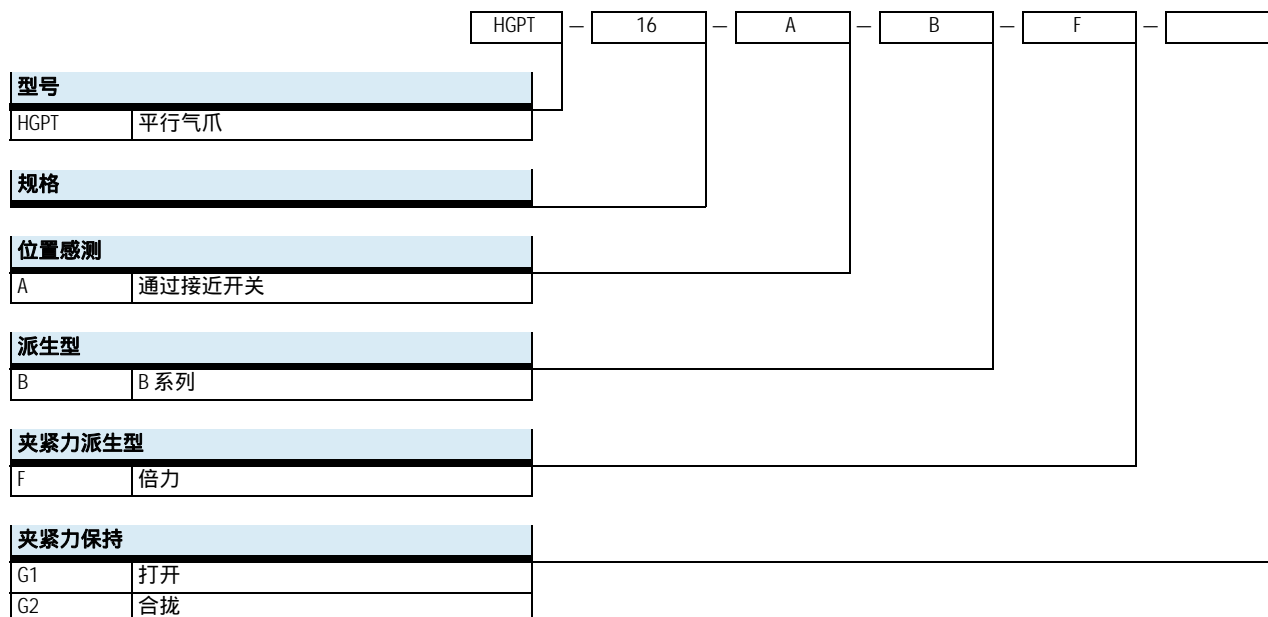 HGPT — 16 — A — B — F —
型号
HGPT 平行气爪
规格
位置感测
A 通过接近开关
派生型
B B 系列
夹紧力派生型
F 倍力
夹紧力保持
G1 打开
G2 合拢